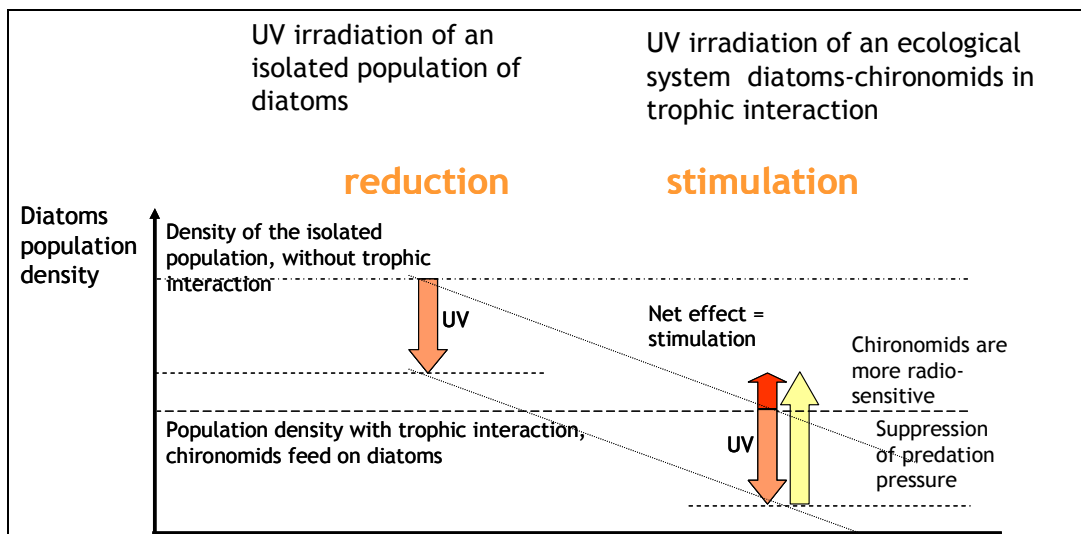 UV irradiation of an
isolated population of
diatoms
UV irradiation of an ecological
system diatoms-chironomids in
trophic interaction
reduction
stimulation
Diatoms
population
density
Density of the isolated
population, without trophic
interaction
UV
Net effect =
stimulation
Chironomids are
more radio-
sensitive
Population density with trophic interaction,
chironomids feed on diatoms
UV
Suppression
of predation
pressure